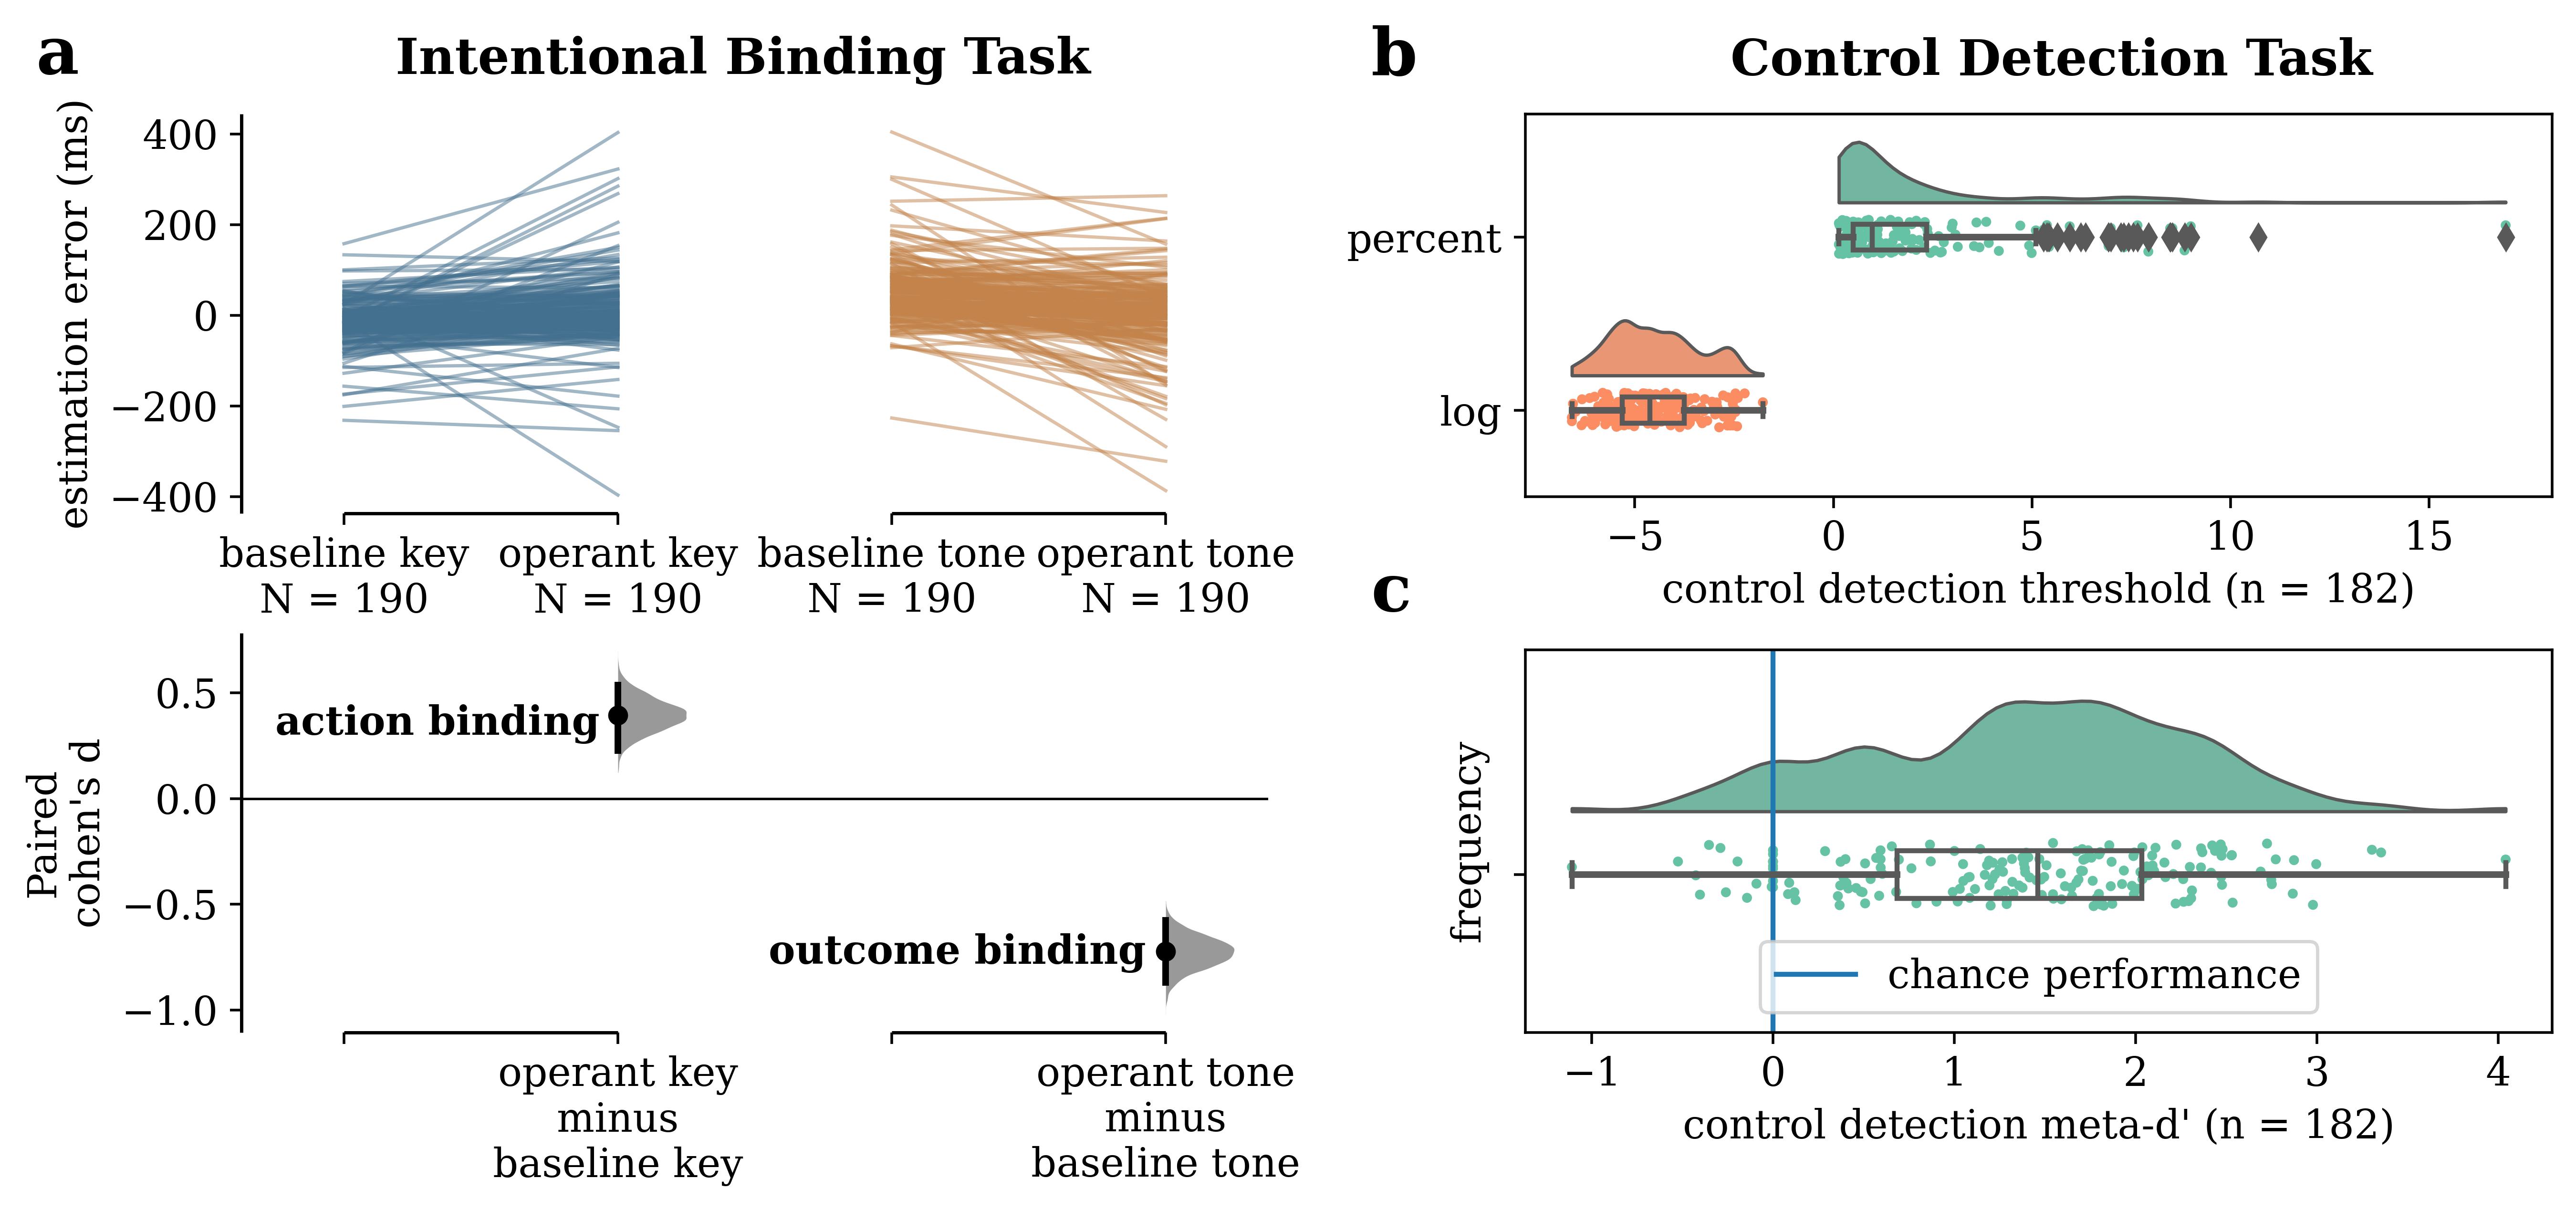 a
Intentional Binding Task
estimation error (ms)
400
200
0
−200
−400
baseline key
N = 190
operant key
N = 190
baseline tone
N = 190
operant tone
N = 190
Paired
cohen's d
0.5
0.0
−0.5
−1.0
action binding
outcome binding
operant key
minus
baseline key
operant tone
minus
baseline tone
b
Control Detection Task
percent
log
−5
0
5
10
15
control detection threshold (n = 182)
c
frequency
chance performance
−1
0
1
2
3
4
control detection meta-d' (n = 182)